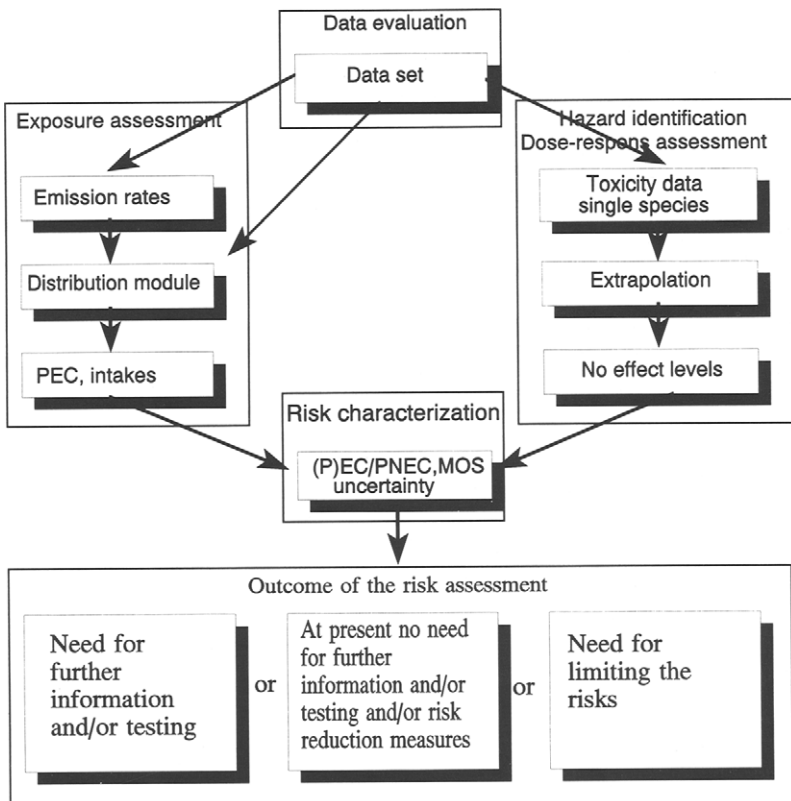 Data evaluation
Data set
Exposure assessment
Emission rates
Distribution module
PEC, intakes
Hazard identification
Dose-respons assessment
Toxicity data
single species
Extrapolation
No effect levels
Risk characterization
(P)EC/PNEC,MOS
uncertainty
Outcome of the risk assessment
Need for
further
information
and/or testing
or
At present no need
for further
information and/or
testing and/or risk
reduction measures
or
Need for
limiting the
risks